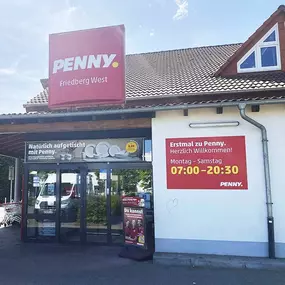 PENNY.
Friedberg West
Natürlich aufgetischt
mit Penny.
Erstmal zu Penny.
Herzlich Willkommen!
Montag – Samstag
07:00–20:30
PENNY.